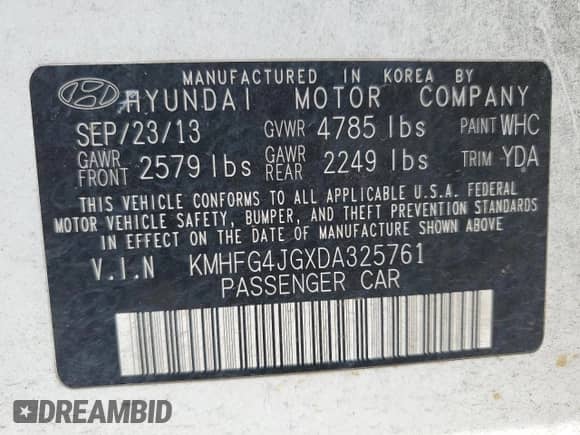 MANUFACTURED IN KOREA BY
HYUNDAI MOTOR COMPANY
SEP/23/13 GVWR 4785 lbs PAINT WHC
GAWR FRONT 2579 lbs GAWR REAR 2249 lbs TRIM YDA
THIS VEHICLE CONFORMS TO ALL APPLICABLE U.S.A. FEDERAL
MOTOR VEHICLE SAFETY, BUMPER, AND THEFT PREVENTION STANDARDS
IN EFFECT ON THE DATE OF MANUFACTURE SHOWN ABOVE.
V.I.N KMHFG4JGXDA325761
PASSENGER CAR
DREAMBID